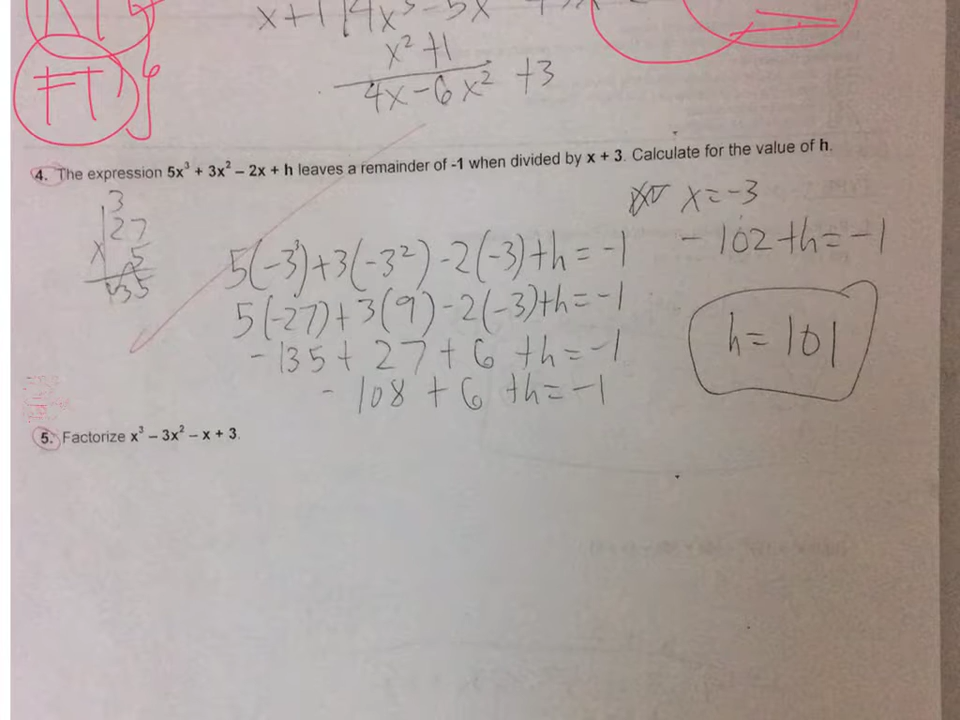 x+1 4x³-5x
x²+1
4x-6x² +3
FT
4. The expression 5x³ + 3x² – 2x + h leaves a remainder of -1 when divided by x + 3. Calculate for the value of h.
x=-3
3
27
x 5
135
5(-3³)+3(-3²)-2(-3)+h=-1
5(-27)+3(9)-2(-3)+h=-1
-135+27+6+h=-1
-108+6+h=-1
-102+h=-1
h=101
5. Factorize x³ – 3x² – x + 3.